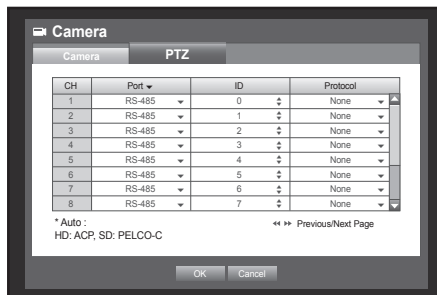 Camera
Camera PTZ
CH Port ID Protocol
1 RS-485 0 None
2 RS-485 1 None
3 RS-485 2 None
4 RS-485 3 None
5 RS-485 4 None
6 RS-485 5 None
7 RS-485 6 None
8 RS-485 7 None
* Auto : Previous/Next Page
HD: ACP, SD: PELCO-C
OK Cancel